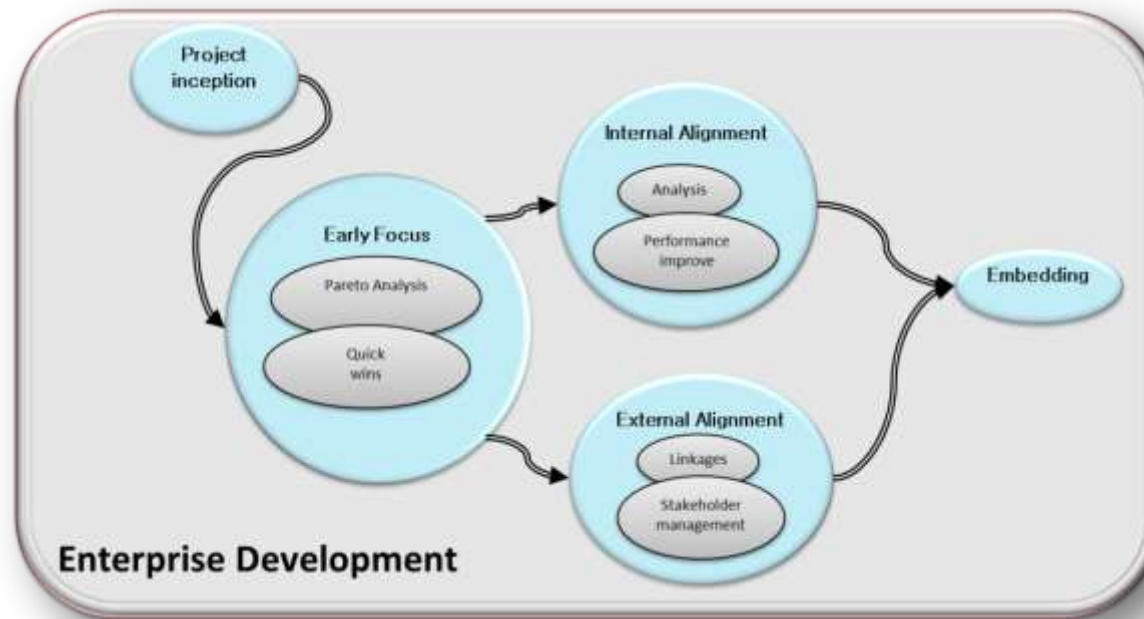 Project
inception
Internal Alignment
Analysis
Performance
improve
Early Focus
Pareto Analysis
Quick
wins
Embedding
External Alignment
Linkages
Stakeholder
management
Enterprise Development